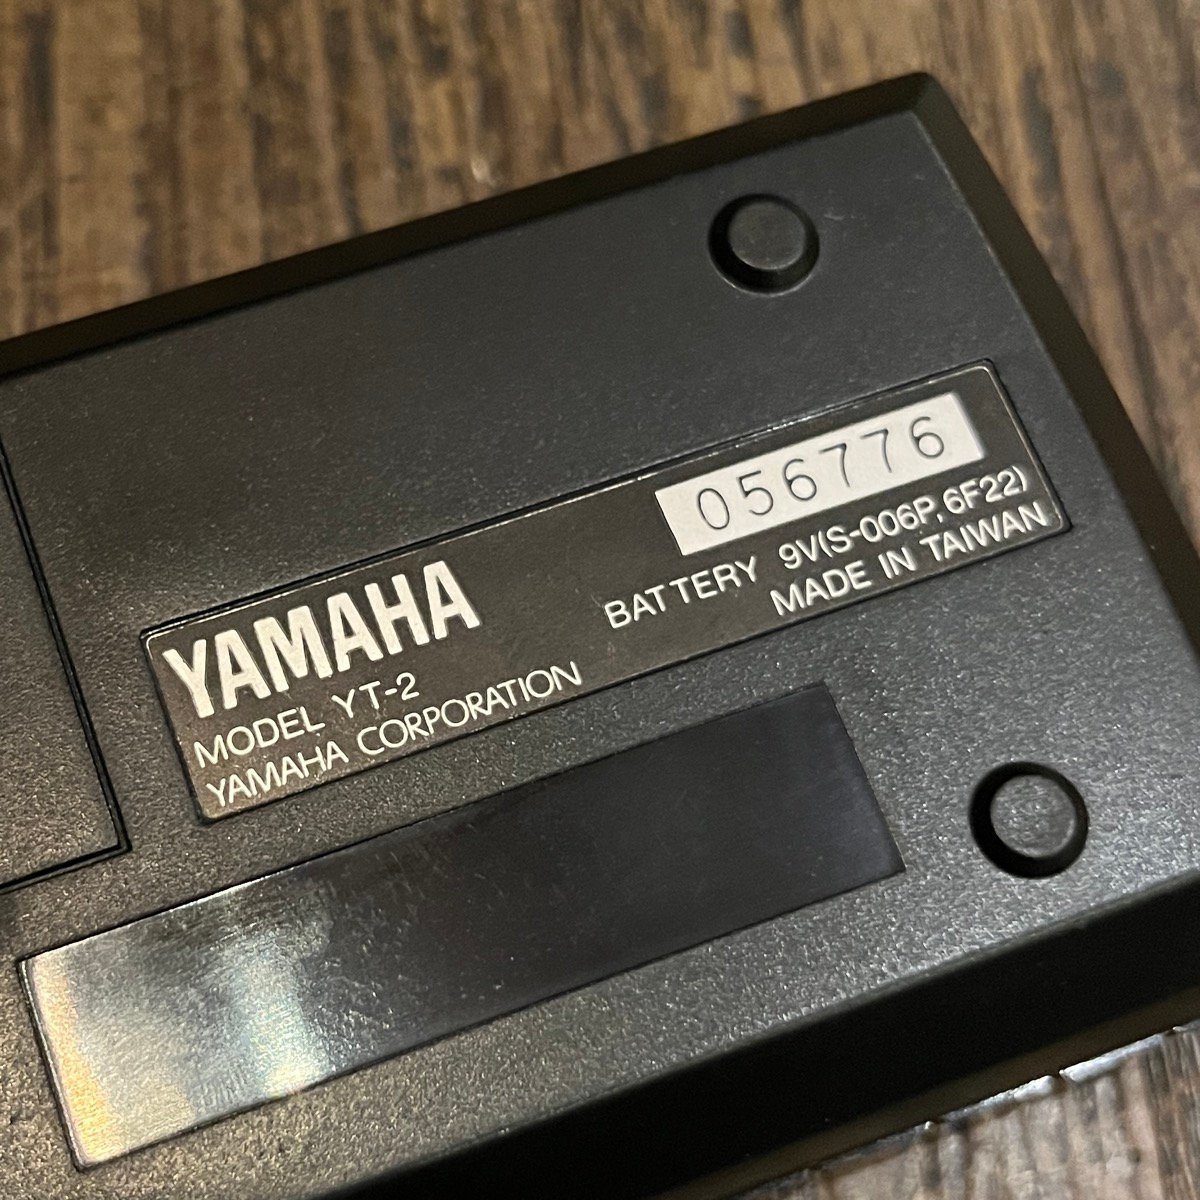 YAMAHA
MODEL YT-2
YAMAHA CORPORATION
056776
BATTERY 9V(S-006P, 6F22)
MADE IN TAIWAN